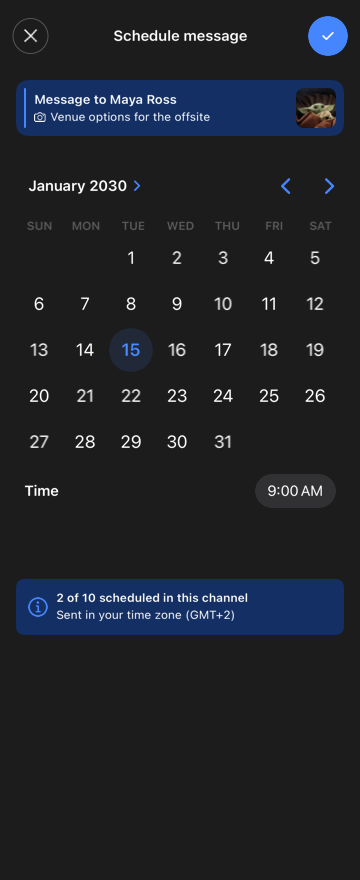 Schedule message
Message to Maya Ross
Venue options for the offsite
January 2030
SUN MON TUE WED THU FRI SAT
1 2 3 4 5
6 7 8 9 10 11 12
13 14 15 16 17 18 19
20 21 22 23 24 25 26
27 28 29 30 31
Time 9:00 AM
2 of 10 scheduled in this channel
Sent in your time zone (GMT+2)